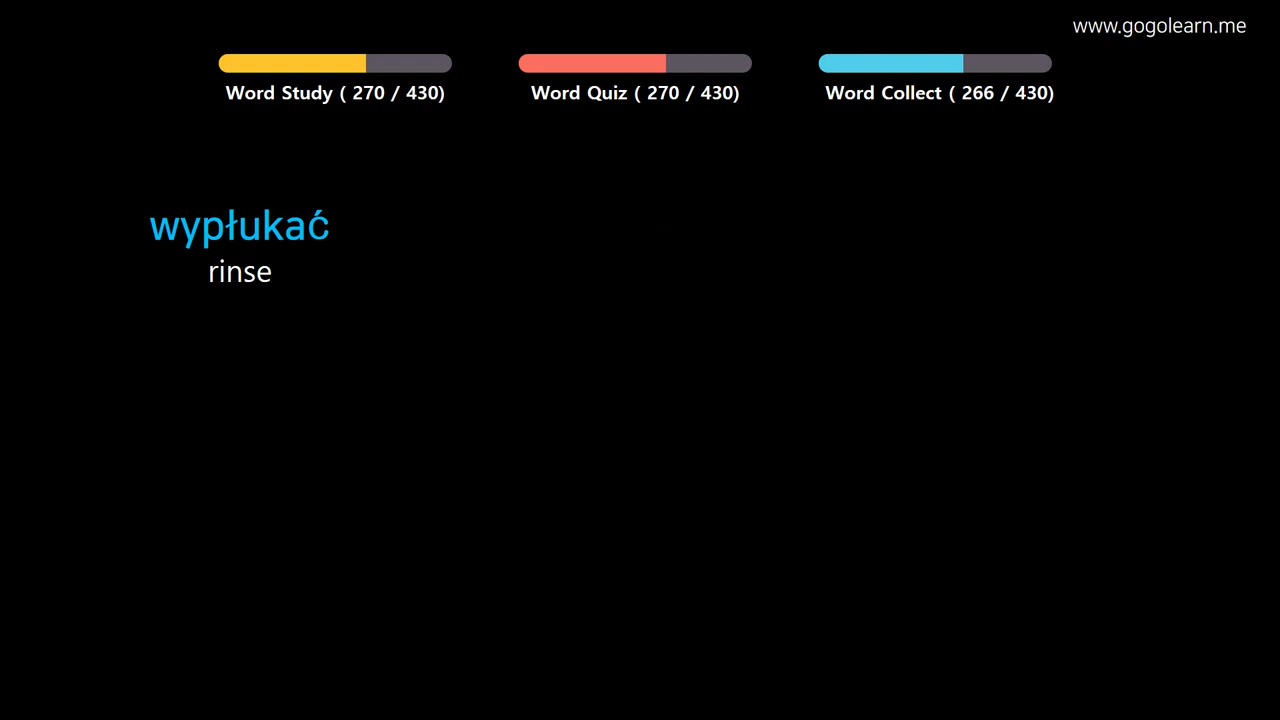 www.gogolearn.me
Word Study ( 270 / 430)
Word Quiz ( 270 / 430)
Word Collect ( 266 / 430)
wypłukać
rinse